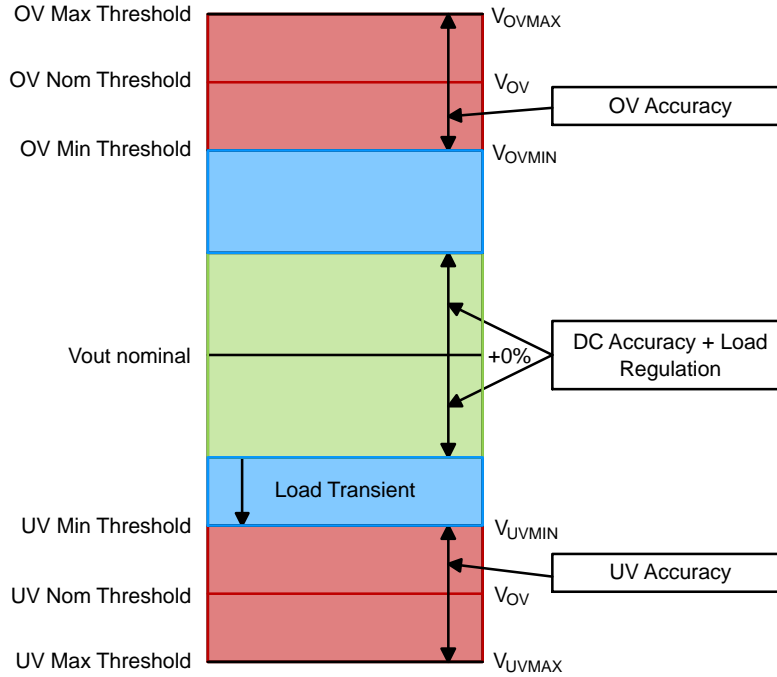 OV Max Threshold
VOVMAX
OV Nom Threshold
VOV
OV Accuracy
OV Min Threshold
VOVMIN
Vout nominal
+0%
DC Accuracy + Load
Regulation
Load Transient
UV Min Threshold
VUVMIN
UV Accuracy
UV Nom Threshold
VOV
UV Max Threshold
VUVMAX